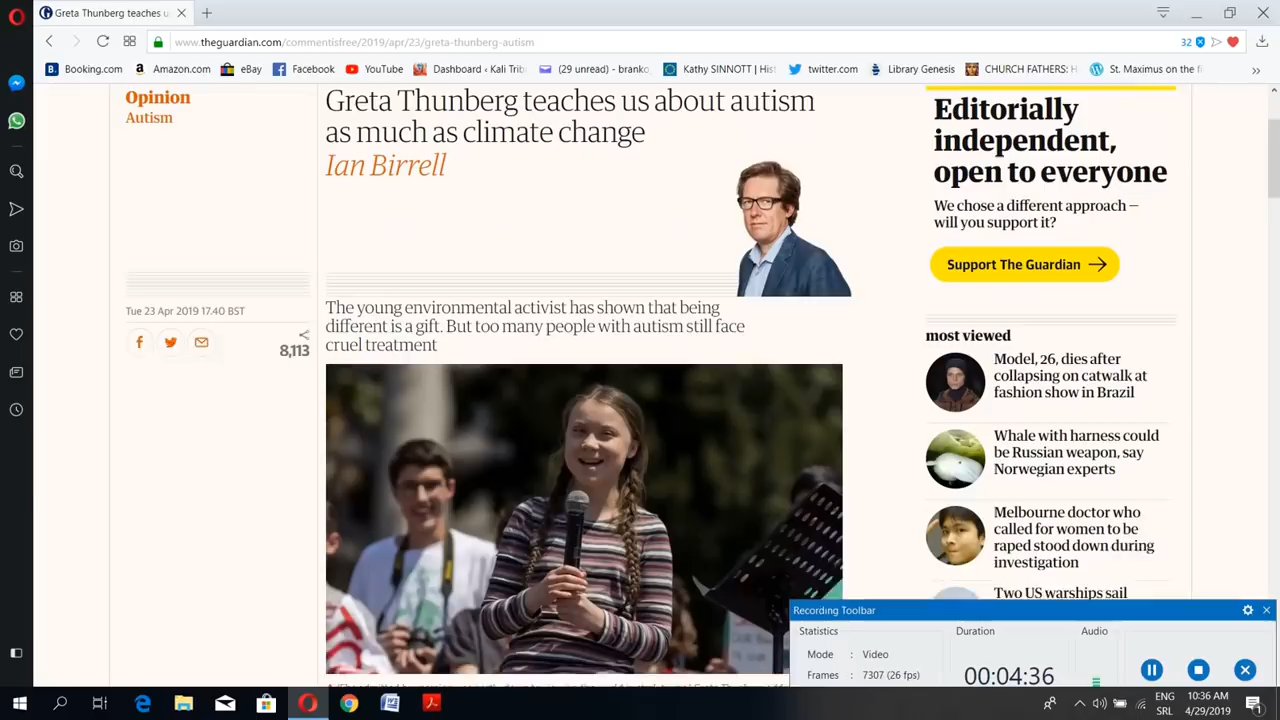 Greta Thunberg teaches u
www.theguardian.com/commentisfree/2019/apr/23/greta-thunberg-autism
32
Booking.com
Amazon.com
eBay
Facebook
YouTube
Dashboard ‹ Kali Trib
(29 unread) - branko
Kathy SINNOTT | Hist
twitter.com
Library Genesis
CHURCH FATHERS: H
St. Maximus on the f
Opinion
Autism
Greta Thunberg teaches us about autism
as much as climate change
Ian Birrell
Tue 23 Apr 2019 17.40 BST
8,113
The young environmental activist has shown that being
different is a gift. But too many people with autism still face
cruel treatment
Editorially
independent,
open to everyone
We chose a different approach –
will you support it?
Support The Guardian
most viewed
Model, 26, dies after
collapsing on catwalk at
fashion show in Brazil
Whale with harness could
be Russian weapon, say
Norwegian experts
Melbourne doctor who
called for women to be
raped stood down during
investigation
Two US warships sail
Recording Toolbar
Statistics
Mode : Video
Frames : 7307 (26 fps)
Duration
00:04:36
Audio
ENG
SRL
10:36 AM
4/29/2019